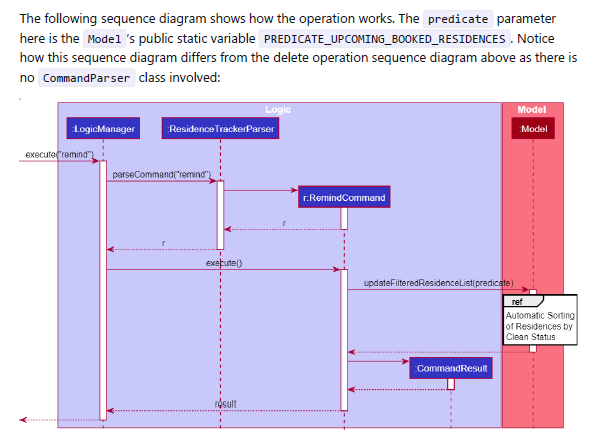 The following sequence diagram shows how the operation works. The predicate parameter
here is the Model 's public static variable PREDICATE_UPCOMING_BOOKED_RESIDENCES . Notice
how this sequence diagram differs from the delete operation sequence diagram above as there is
no CommandParser class involved:
Logic
Model
:LogicManager
:ResidenceTrackerParser
:Model
execute("remind")
parseCommand("remind")
r:RemindCommand
r
r
execute()
updateFilteredResidenceList(predicate)
ref
Automatic Sorting
of Residences by
Clean Status
:CommandResult
result